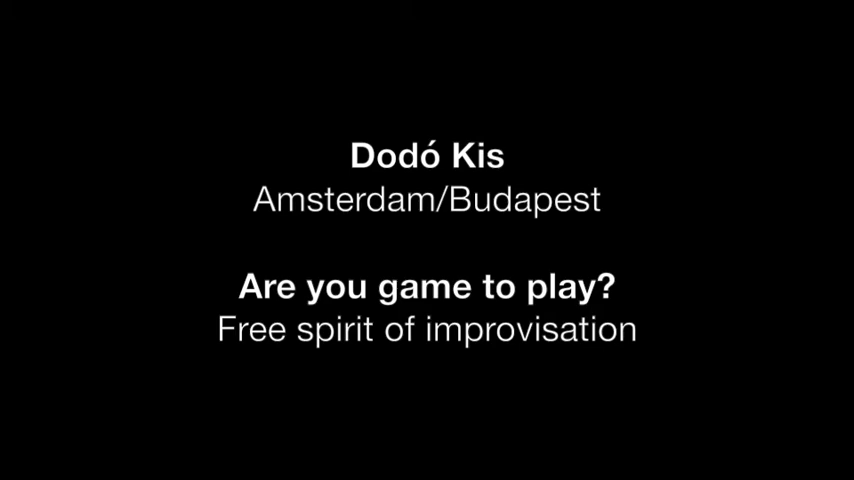 Dodó Kis
Amsterdam/Budapest
Are you game to play?
Free spirit of improvisation